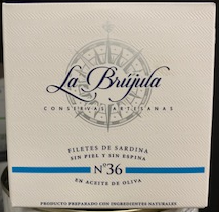 La Brújula
CONSERVAS ARTESANAS
FILETES DE SARDINA
SIN PIEL Y SIN ESPINA
Nº36
EN ACEITE DE OLIVA
PRODUCTO PREPARADO CON INGREDIENTES NATURALES